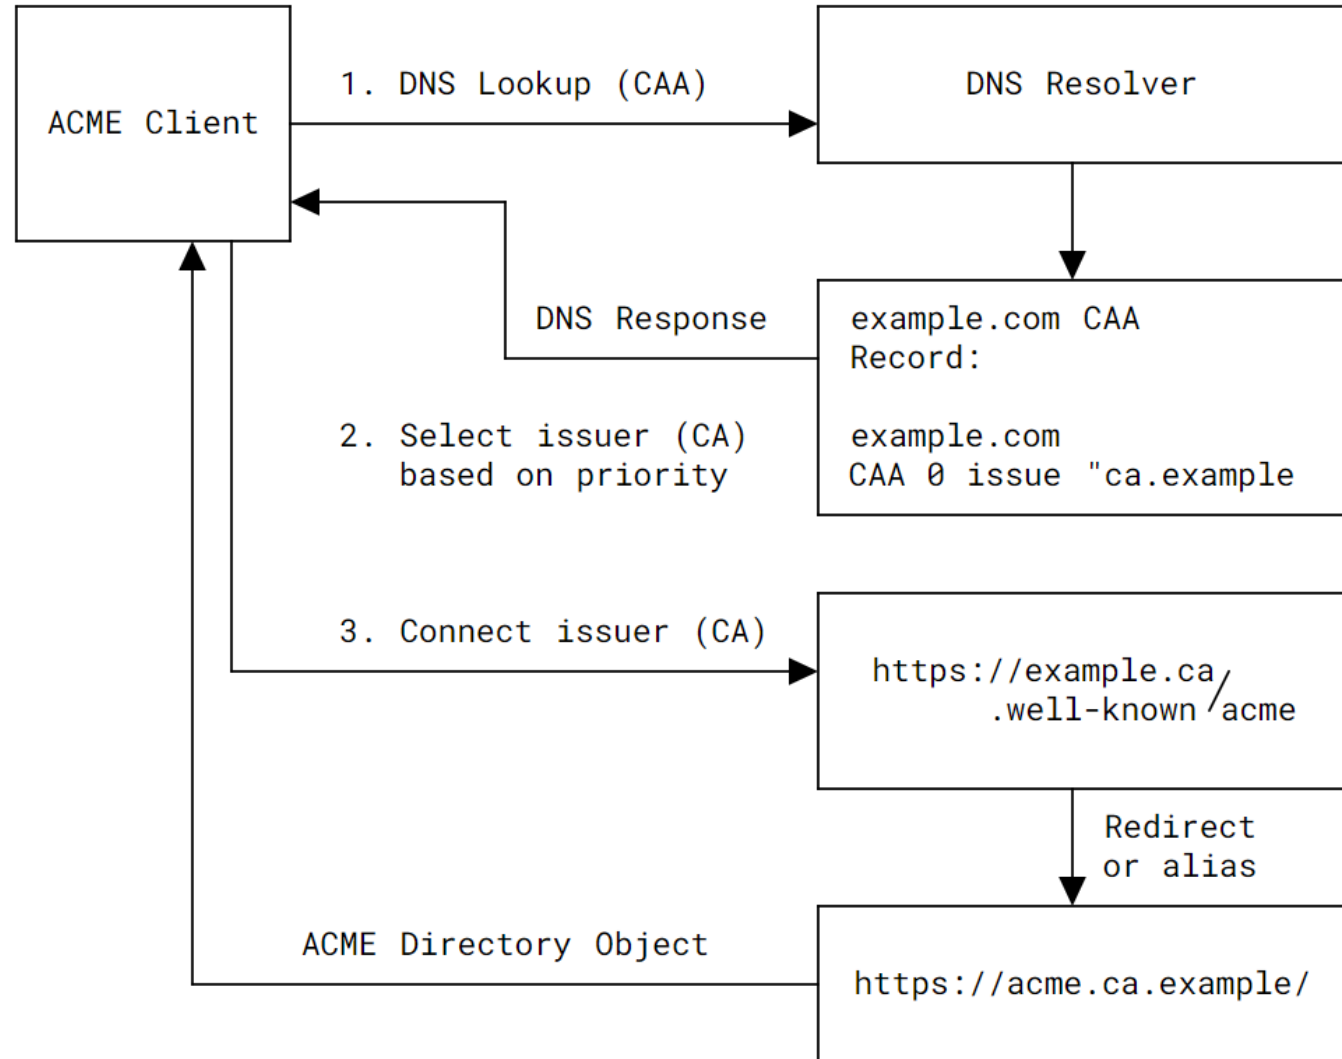 ACME Client
1. DNS Lookup (CAA)
DNS Resolver
DNS Response
example.com CAA
Record:
example.com
CAA 0 issue "ca.example
2. Select issuer (CA)
based on priority
3. Connect issuer (CA)
https://example.ca/
.well-known/acme
Redirect
or alias
ACME Directory Object
https://acme.ca.example/